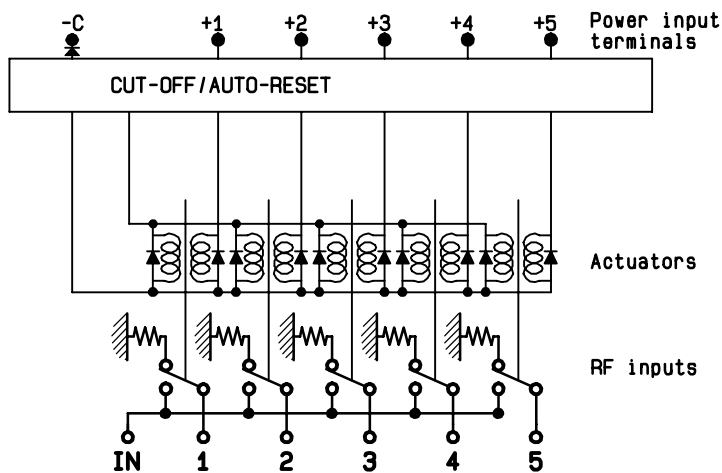 -C +1 +2 +3 +4 +5 Power input
terminals
CUT-OFF/AUTO-RESET
Actuators
RF inputs
IN 1 2 3 4 5